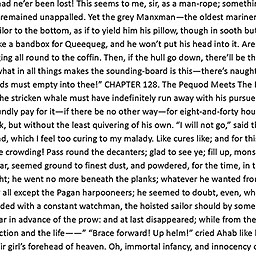 had ne'er been lost! This seems to me, sir, as a man-rope; somethin
remained unappalled. Yet the grey Manxman—the oldest mariner
ilor to the bottom, as if to yield him his pillow, though in sooth but
ke a bandbox for Queequeg, and he won't put his head into it. Are
ging all round to the coffin. Then, if the hull go down, there'll be th
what in all things makes the sounding-board is this—there's naught
ds must empty into thee!" CHAPTER 128. The Pequod Meets The R
he stricken whale must have indefinitely run away with his pursue
undly pay for it—if there be no other way—for eight-and-forty hou
k, but without the least quivering of his own. "I will not go," said th
nd, which I feel too curing to my malady. Like cures like; and for thi
e crowding! Pass round the decanters; glad to see ye; fill up, mons
ar, seemed ground to finest dust, and powdered, for the time, in t
ht; he went no more beneath the planks; whatever he wanted fro
all except the Pagan harpooneers; he seemed to doubt, even, wh
ded with a constant watchman, the hoisted sailor should by some
ar in advance of the prow: and at last disappeared; while from the
ction and the life——" "Brace forward! Up helm!" cried Ahab like l
ir girl's forehead of heaven. Oh, immortal infancy, and innocency o